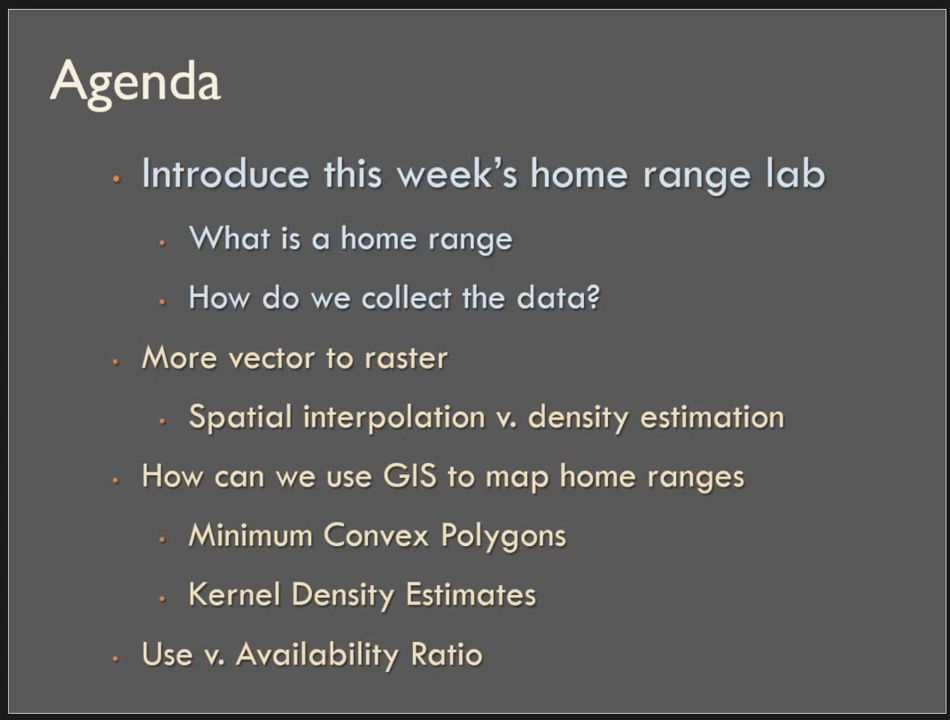 Agenda
• Introduce this week’s home range lab
• What is a home range
• How do we collect the data?
• More vector to raster
• Spatial interpolation v. density estimation
• How can we use GIS to map home ranges
• Minimum Convex Polygons
• Kernel Density Estimates
• Use v. Availability Ratio